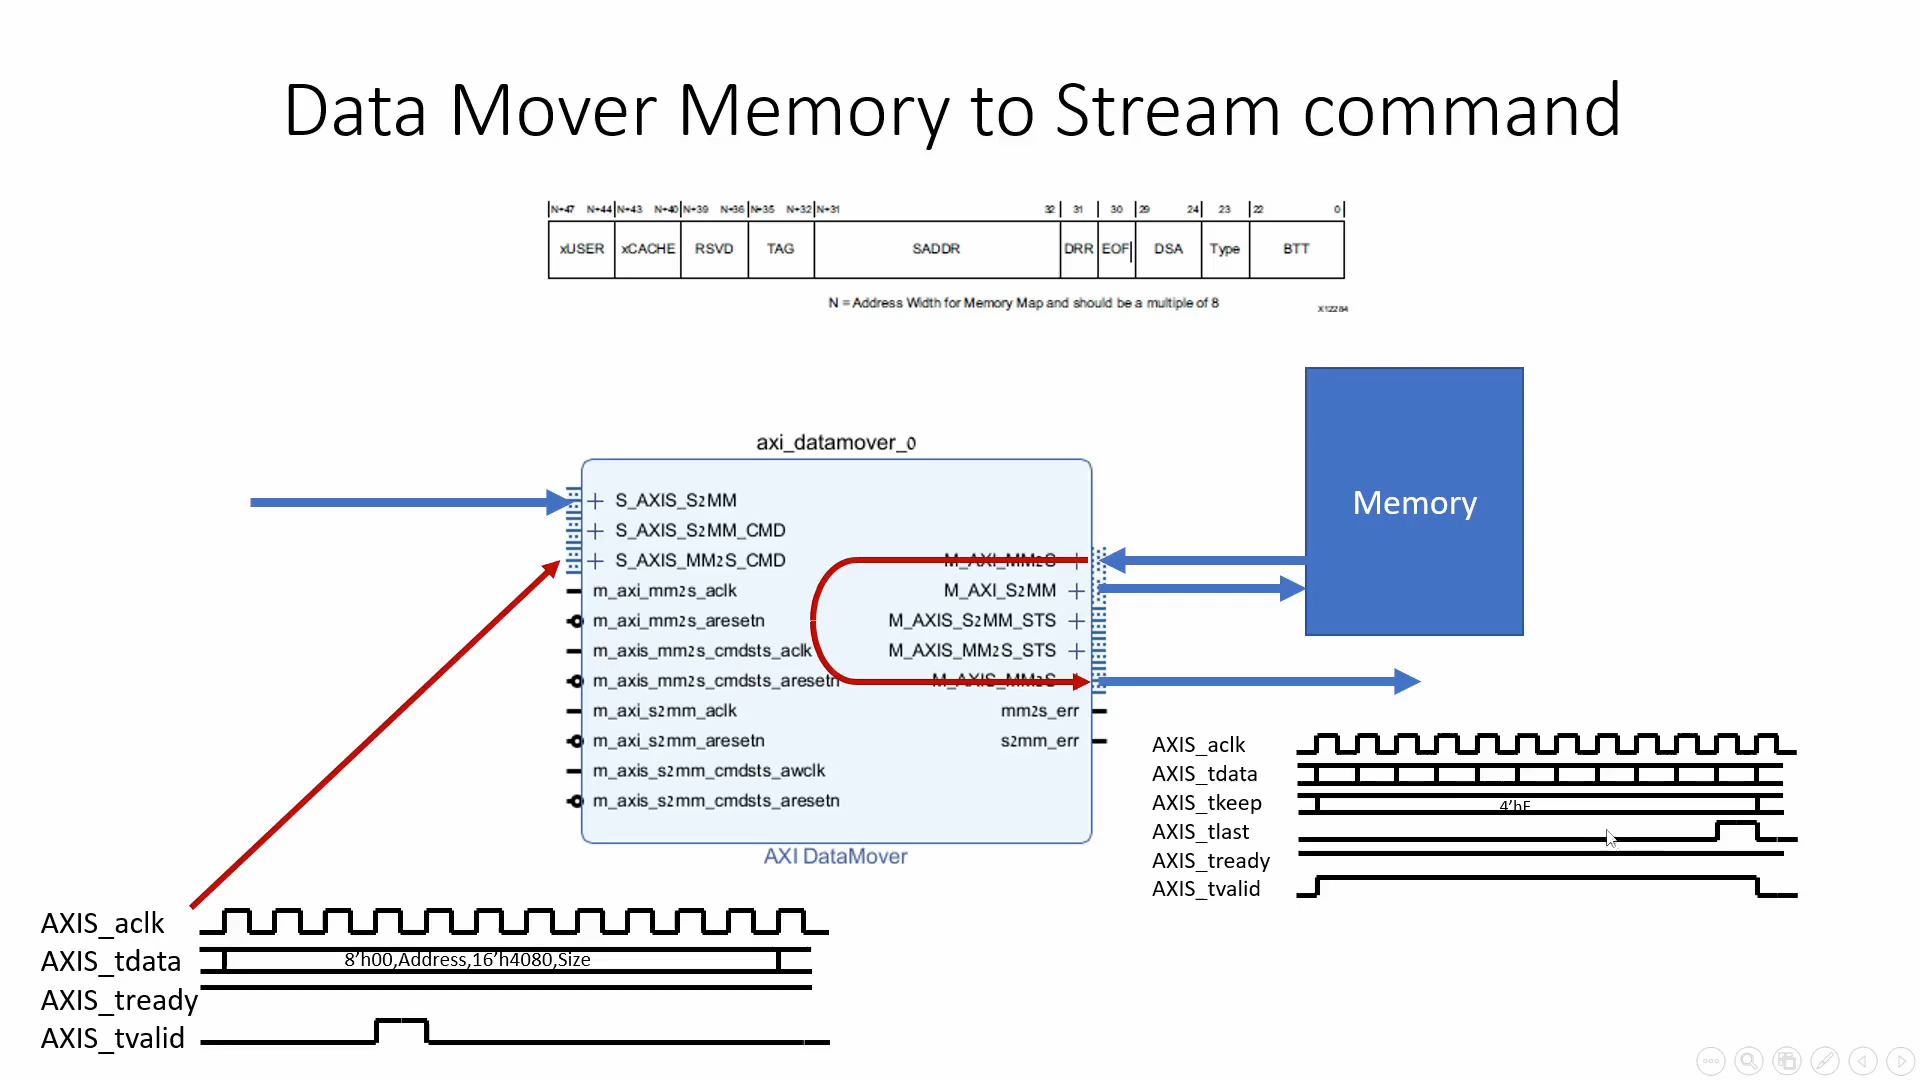 Data Mover Memory to Stream command
N+47 N+44 N+43 N+40 N+39 N+36 N+35 N+32 N+31 32 31 30 29 24 23 22 0
xUSER xCACHE RSVD TAG SADDR DRR EOF DSA Type BTT
N = Address Width for Memory Map and should be a multiple of 8
X12284
axi_datamover_0
S_AXIS_S2MM
S_AXIS_S2MM_CMD
S_AXIS_MM2S_CMD
m_axi_mm2s_aclk
m_axi_mm2s_aresetn
m_axis_mm2s_cmdsts_aclk
m_axis_mm2s_cmdsts_aresetn
m_axi_s2mm_aclk
m_axi_s2mm_aresetn
m_axis_s2mm_cmdsts_awclk
m_axis_s2mm_cmdsts_aresetn
M_AXI_MM2S
M_AXI_S2MM
M_AXIS_S2MM_STS
M_AXIS_MM2S_STS
M_AXIS_MM2S
mm2s_err
s2mm_err
AXI DataMover
Memory
AXIS_aclk
AXIS_tdata
AXIS_tkeep
4'hF
AXIS_tlast
AXIS_tready
AXIS_tvalid
AXIS_aclk
AXIS_tdata
8'h00,Address,16'h4080,Size
AXIS_tready
AXIS_tvalid